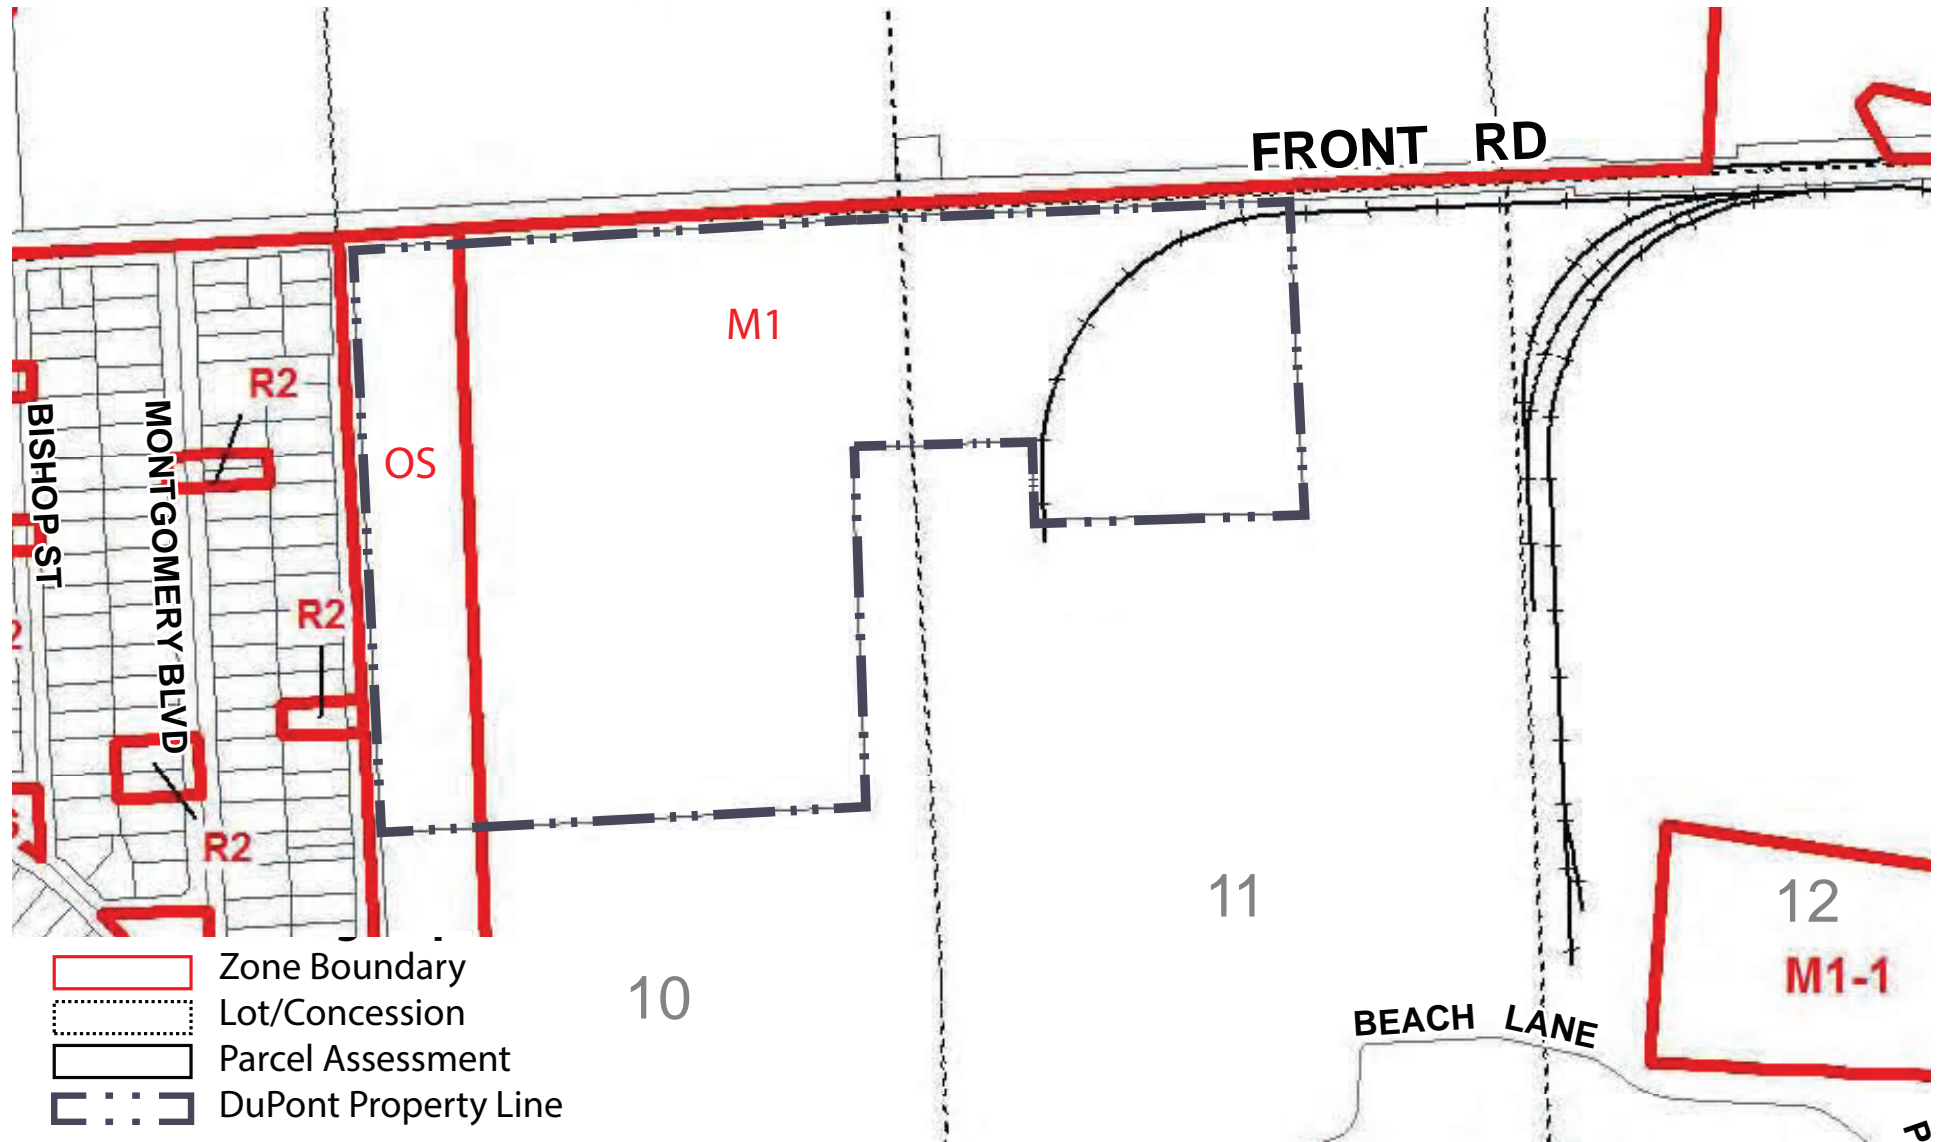 FRONT RD
M1
R2
OS
BISHOP ST
MONTGOMERY BLVD
R2
R2
11
12
M1-1
10
BEACH LANE
Zone Boundary
Lot/Concession
Parcel Assessment
DuPont Property Line
P